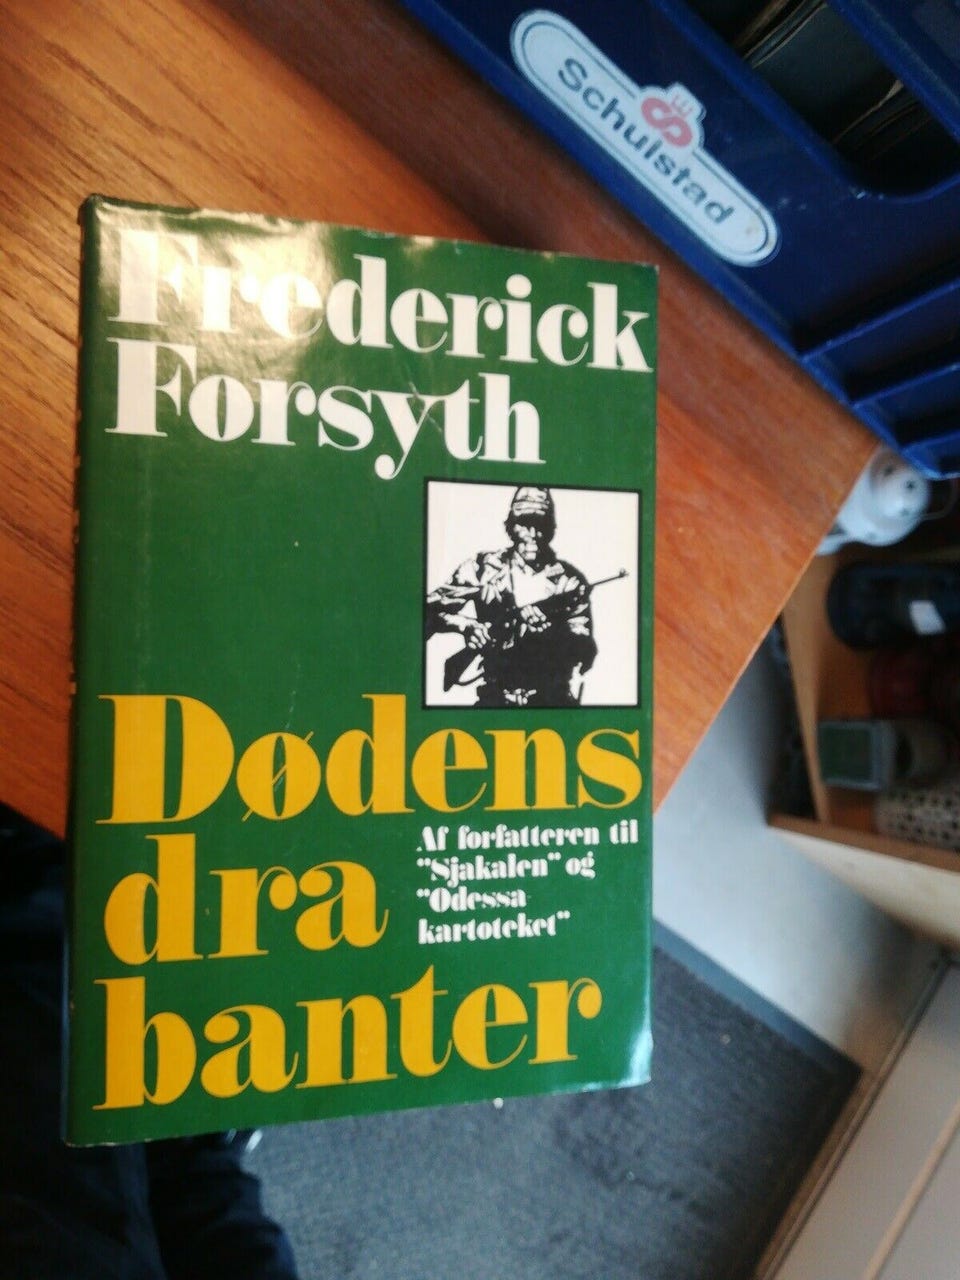 Schulstad
Frederick
Forsyth
Dødens
dra
banter
Af forfatteren til
"Sjakalen" og
"Odessa-
kartoteket"